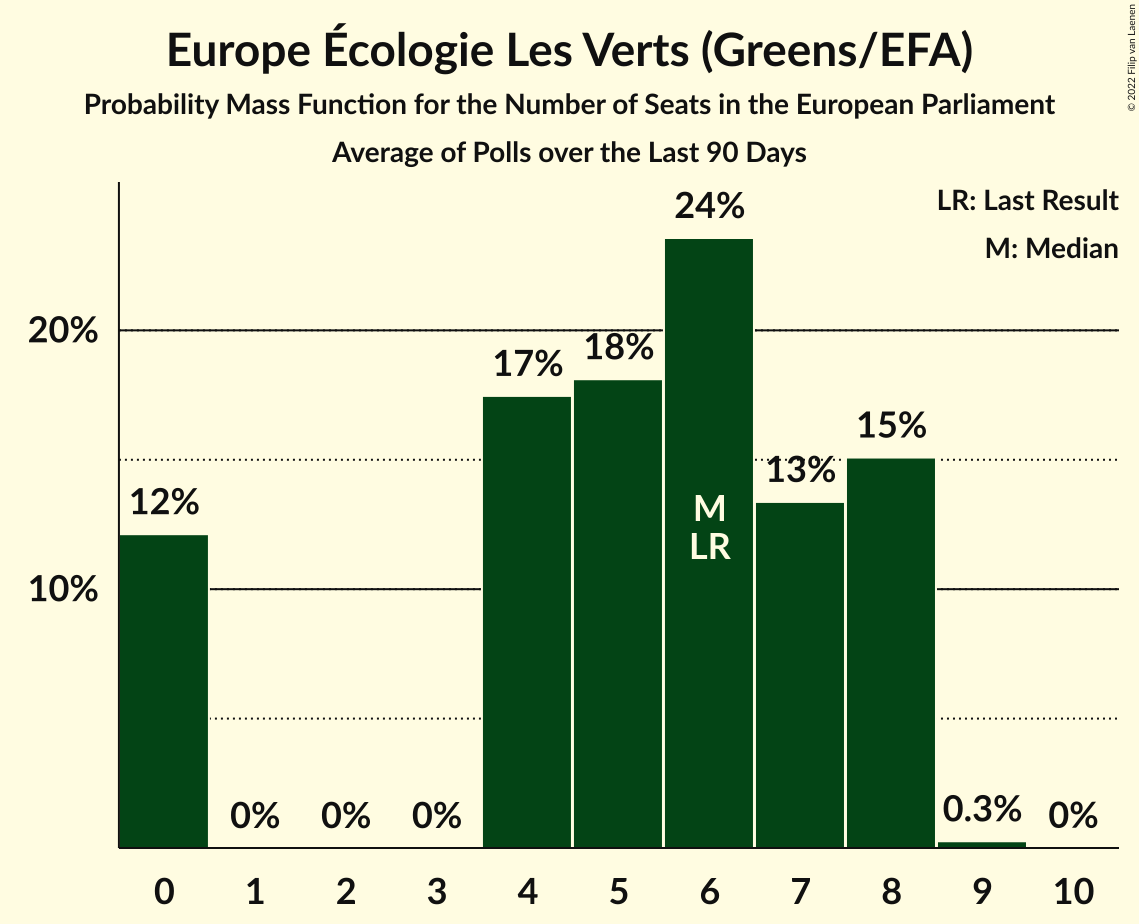 Europe Écologie Les Verts (Greens/EFA)
Probability Mass Function for the Number of Seats in the European Parliament
Average of Polls over the Last 90 Days
© 2022 Filip van Laenen
LR: Last Result
M: Median
24%
20%
18%
17%
15%
13%
12%
M
LR
10%
0%
0%
0%
0.3%
0%
0 1 2 3 4 5 6 7 8 9 10